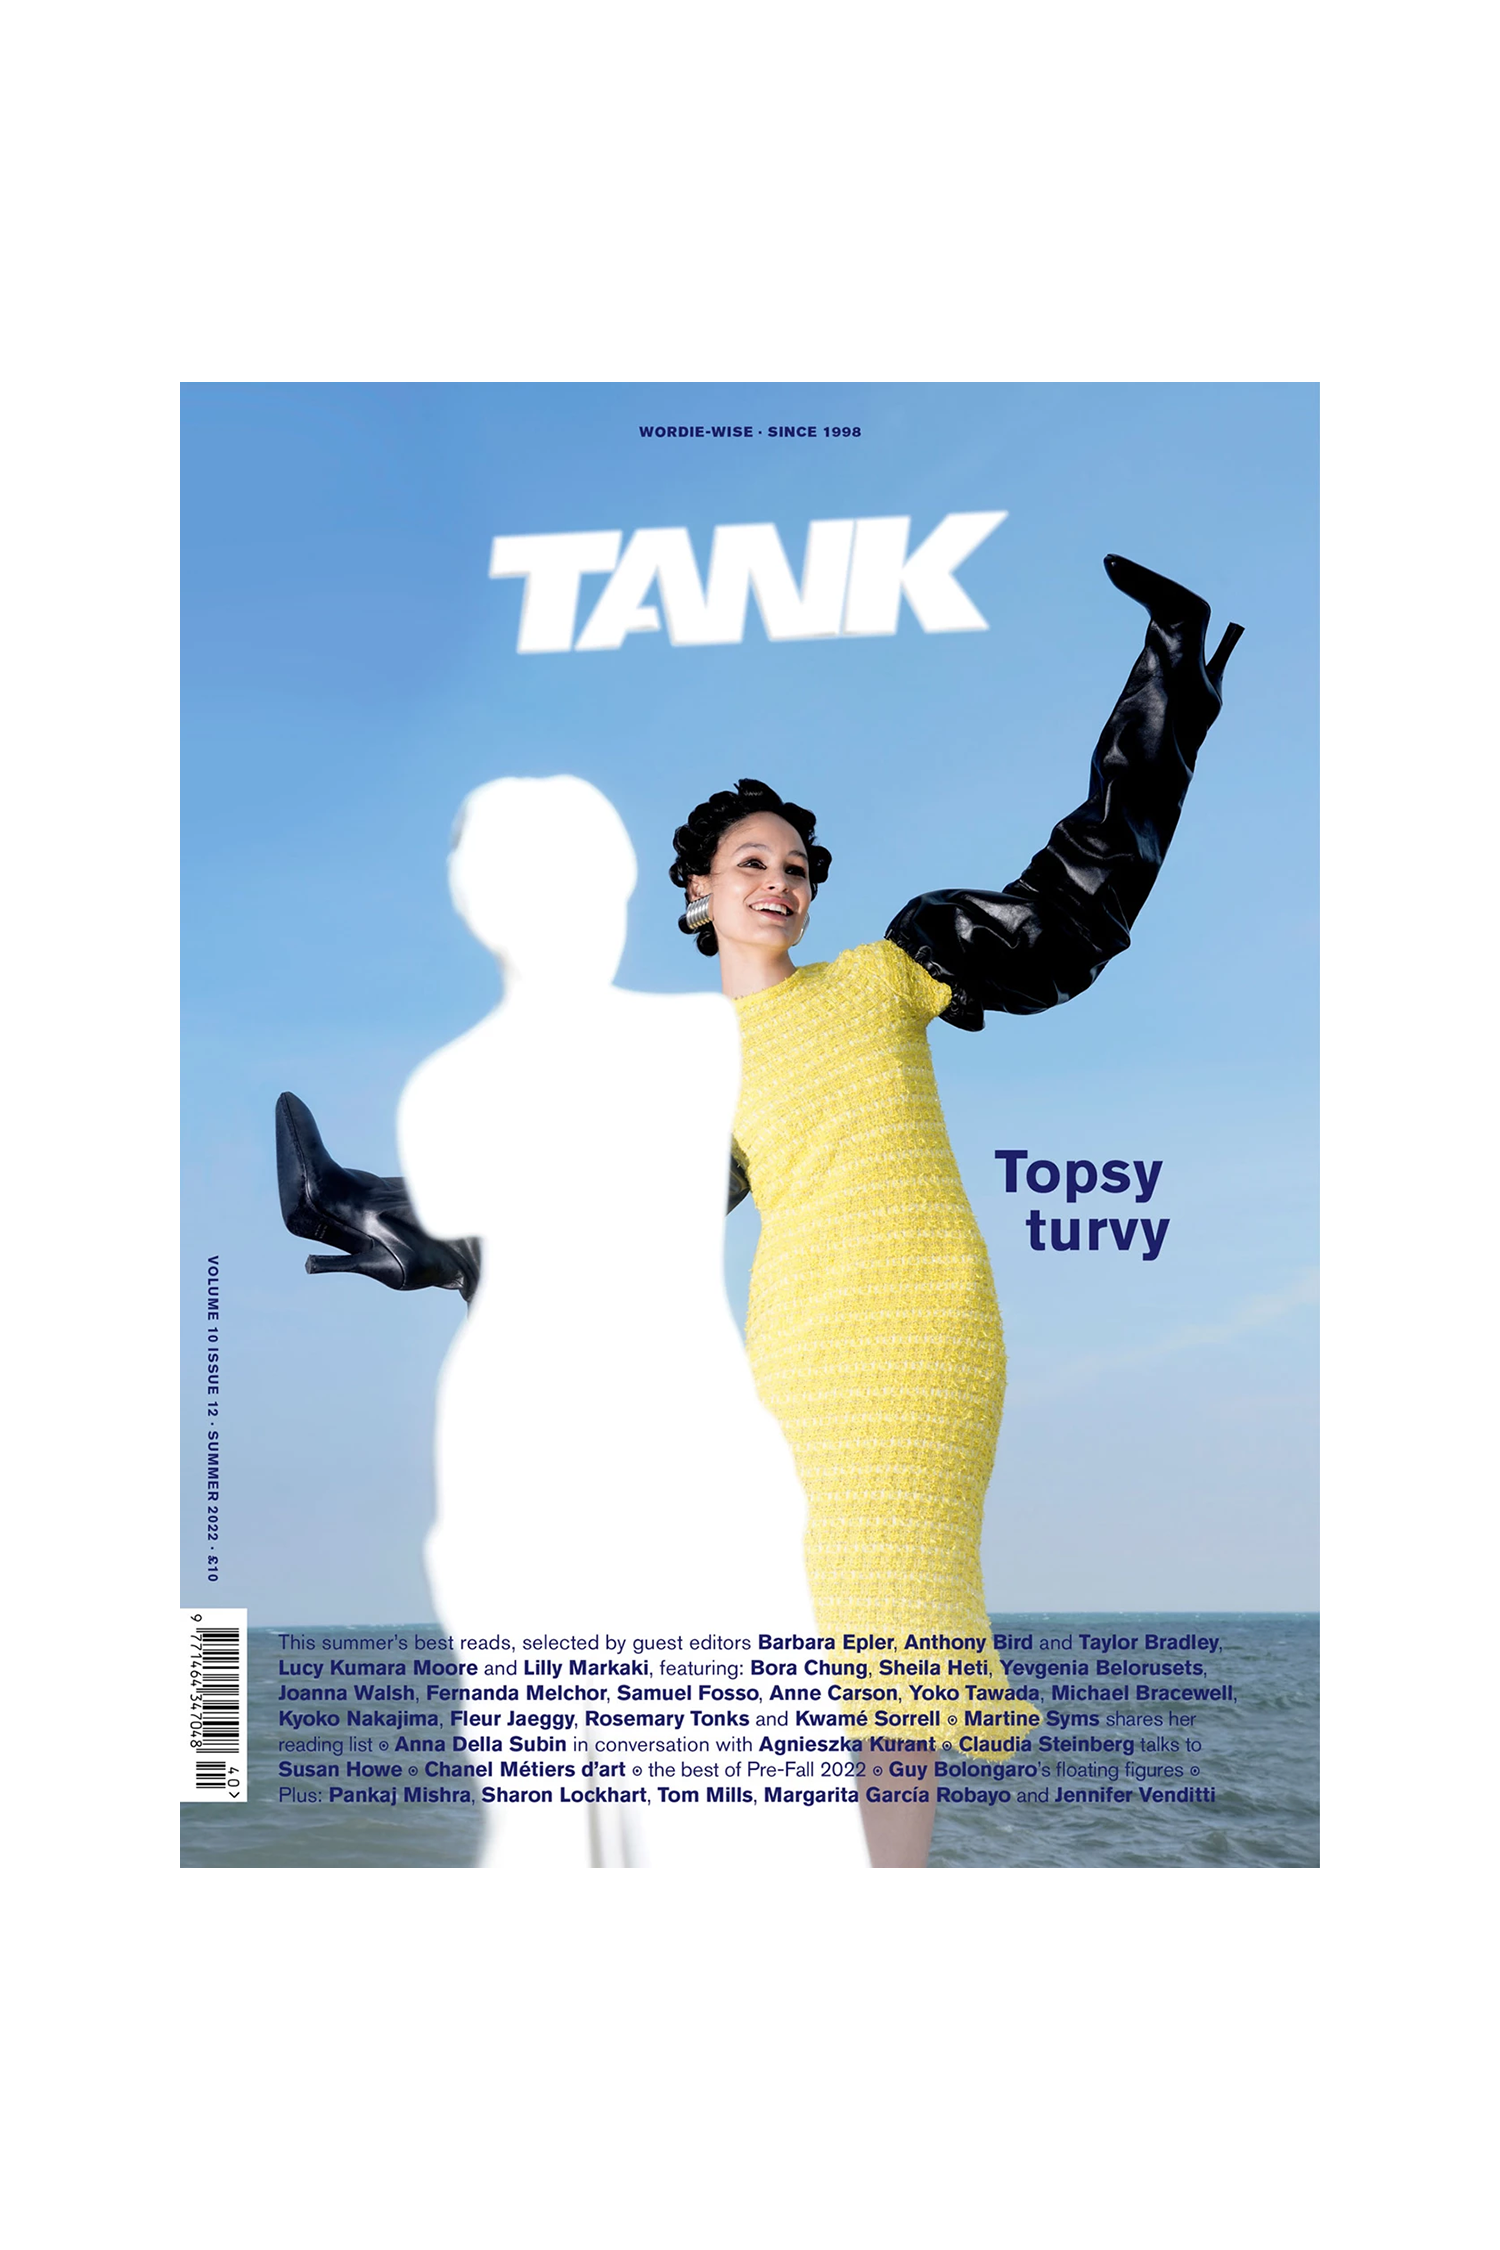 WORDIE-WISE · SINCE 1998
TANK
Topsy
turvy
VOLUME 10 ISSUE 12 · SUMMER 2022 · £10
This summer's best reads, selected by guest editors Barbara Epler, Anthony Bird and Taylor Bradley,
Lucy Kumara Moore and Lilly Markaki, featuring: Bora Chung, Sheila Heti, Yevgenia Belorusets,
Joanna Walsh, Fernanda Melchor, Samuel Fosso, Anne Carson, Yoko Tawada, Michael Bracewell,
Kyoko Nakajima, Fleur Jaeggy, Rosemary Tonks and Kwamé Sorrell ⊙ Martine Syms shares her
reading list ⊙ Anna Della Subin in conversation with Agnieszka Kurant ⊙ Claudia Steinberg talks to
Susan Howe ⊙ Chanel Métiers d'art ⊙ the best of Pre-Fall 2022 ⊙ Guy Bolongaro's floating figures ⊙
Plus: Pankaj Mishra, Sharon Lockhart, Tom Mills, Margarita García Robayo and Jennifer Venditti
9 771464 347048
40>